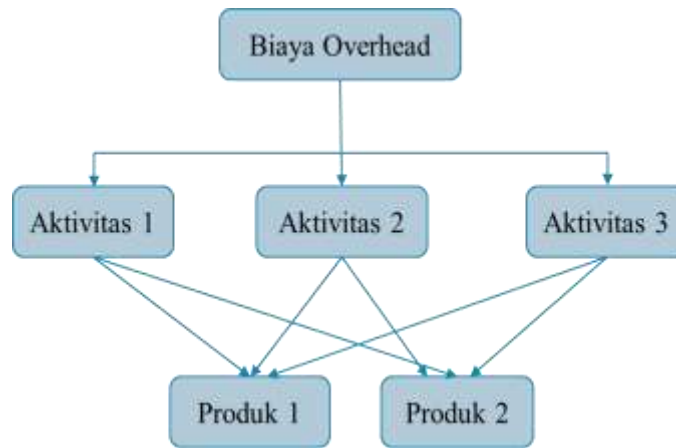 Biaya Overhead
Aktivitas 1
Aktivitas 2
Aktivitas 3
Produk 1
Produk 2